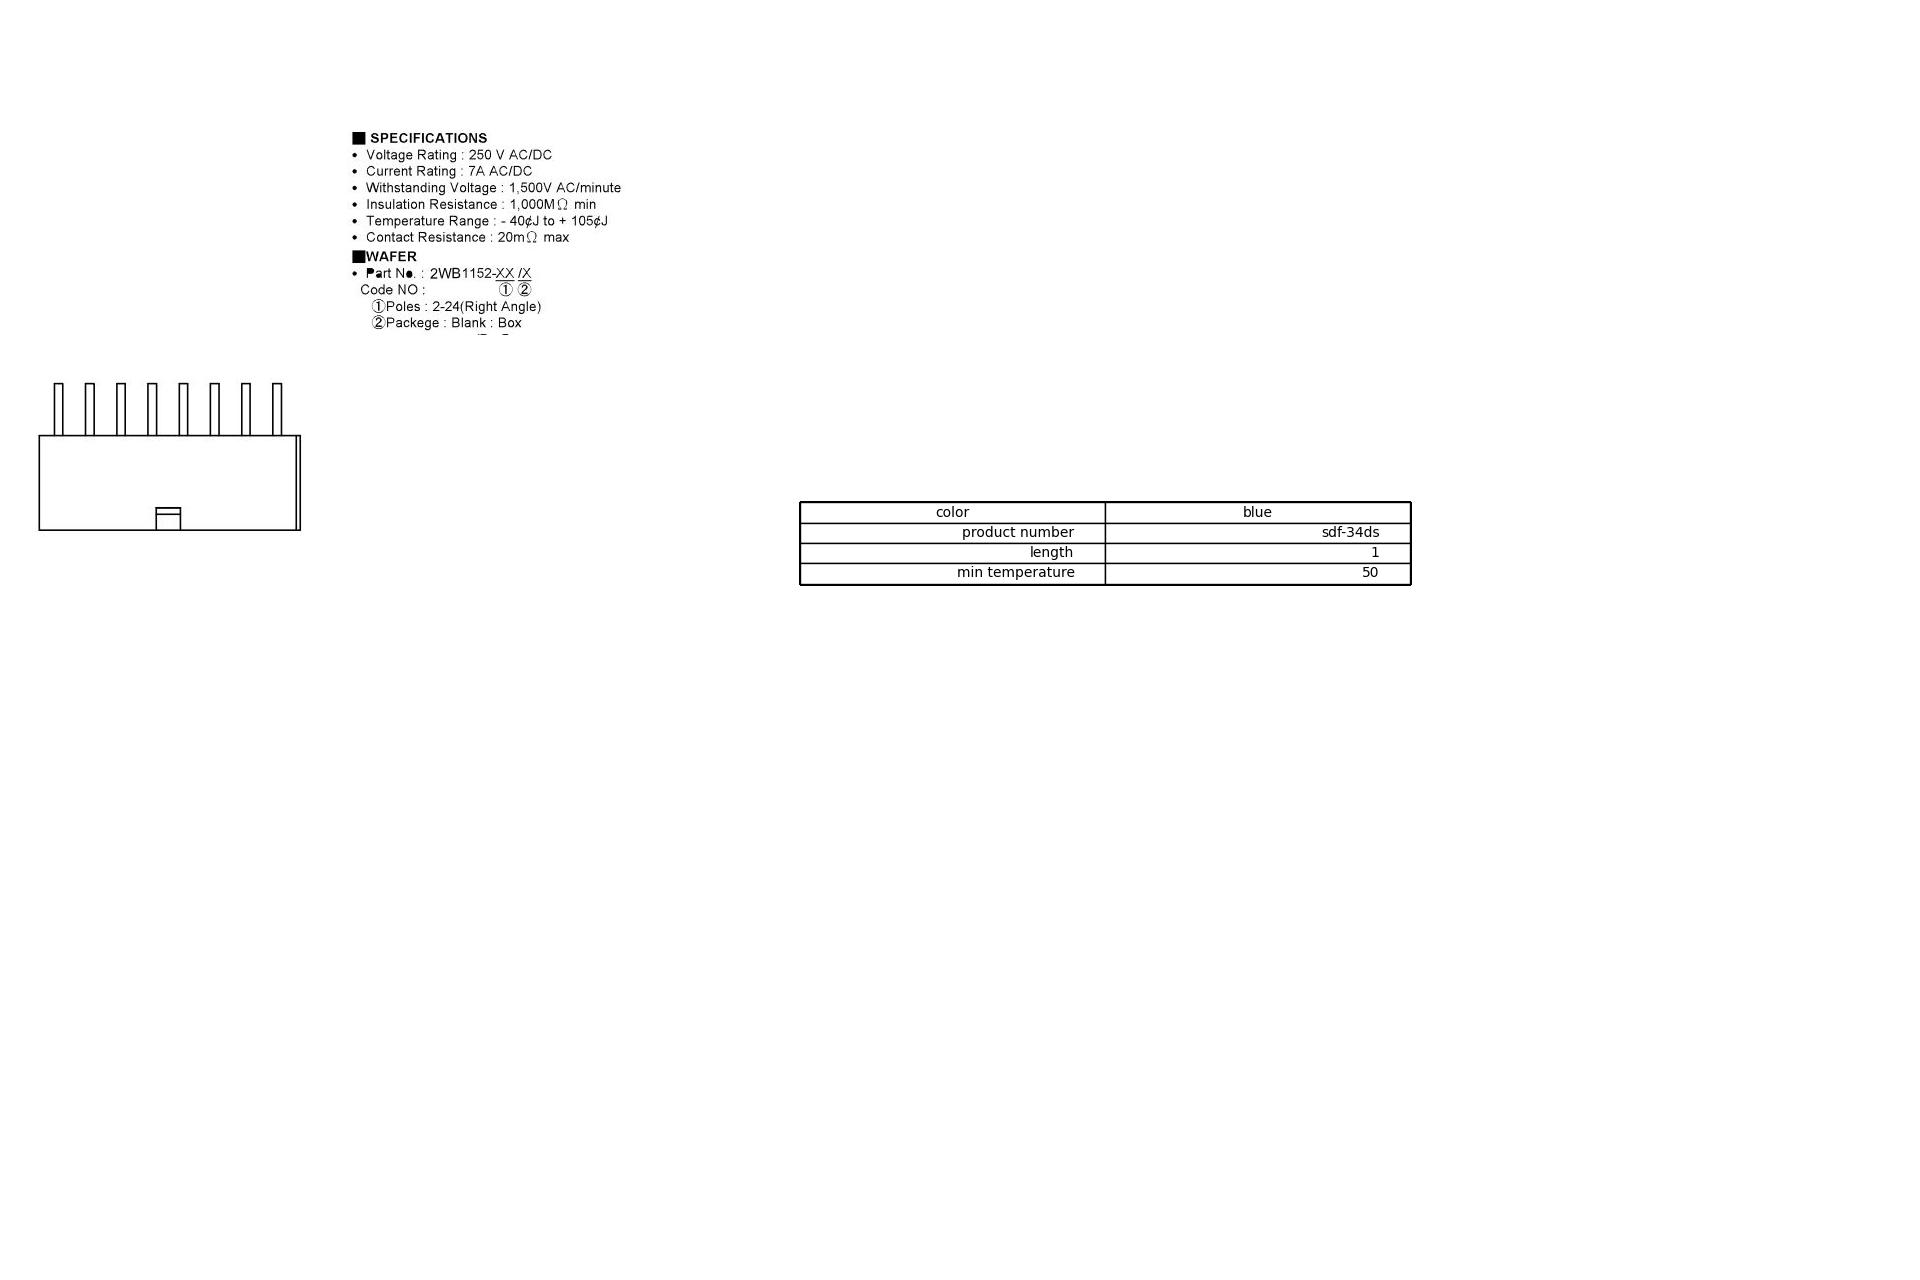 ■ SPECIFICATIONS
• Voltage Rating : 250 V AC/DC
• Current Rating : 7A AC/DC
• Withstanding Voltage : 1,500V AC/minute
• Insulation Resistance : 1,000MΩ min
• Temperature Range : - 40¢J to + 105¢J
• Contact Resistance : 20mΩ max
■WAFER
• Part No. : 2WB1152-XX /X
Code NO : ① ②
①Poles : 2-24(Right Angle)
②Packege : Blank : Box
color blue
product number sdf-34ds
length 1
min temperature 50